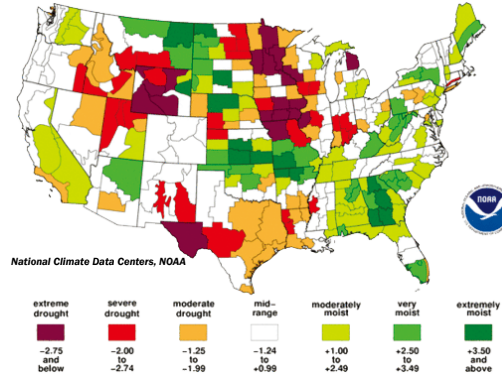 NOAA
National Climate Data Centers, NOAA
extreme drought
severe drought
moderate drought
mid- range
moderately moist
very moist
extremely moist
-2.75 and below
-2.00 to -2.74
-1.25 to -1.99
-1.24 to +0.99
+1.00 to +2.49
+2.50 to +3.49
+3.50 and above